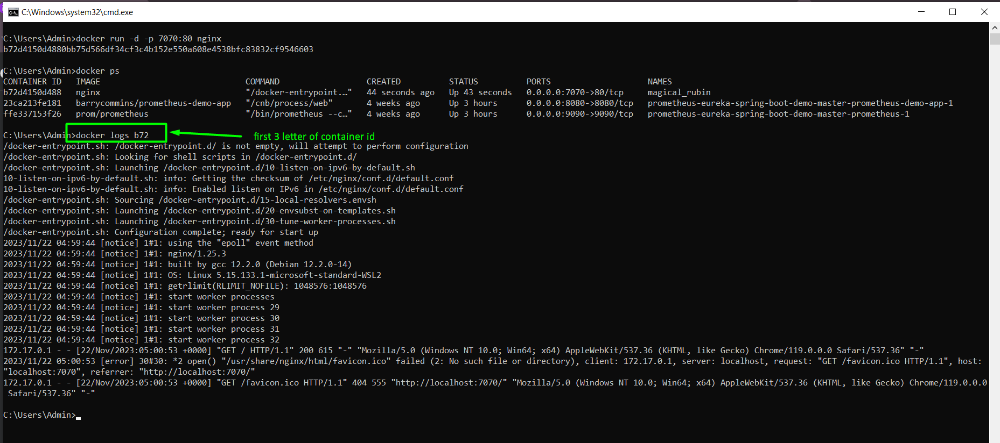 C:\Windows\system32\cmd.exe
C:\Users\Admin>docker run -d -p 7070:80 nginx
b72d4150d4880bb75d566df34cf3c4b152e550a608e4538bfc83832cf9546603
C:\Users\Admin>docker ps
CONTAINER ID   IMAGE                              COMMAND                  CREATED          STATUS          PORTS                    NAMES
b72d4150d488   nginx                              "/docker-entrypoint.…"   44 seconds ago   Up 43 seconds   0.0.0.0:7070->80/tcp     magical_rubin
23ca213fe181   barrycommins/prometheus-demo-app   "/cnb/process/web"       4 weeks ago      Up 3 hours      0.0.0.0:8080->8080/tcp   prometheus-eureka-spring-boot-demo-master-prometheus-demo-app-1
ffe337153f26   prom/prometheus                    "/bin/prometheus --c…"   4 weeks ago      Up 3 hours      0.0.0.0:9090->9090/tcp   prometheus-eureka-spring-boot-demo-master-prometheus-1
C:\Users\Admin>docker logs b72 first 3 letter of container id
/docker-entrypoint.sh: /docker-entrypoint.d/ is not empty, will attempt to perform configuration
/docker-entrypoint.sh: Looking for shell scripts in /docker-entrypoint.d/
/docker-entrypoint.sh: Launching /docker-entrypoint.d/10-listen-on-ipv6-by-default.sh
10-listen-on-ipv6-by-default.sh: info: Getting the checksum of /etc/nginx/conf.d/default.conf
10-listen-on-ipv6-by-default.sh: info: Enabled listen on IPv6 in /etc/nginx/conf.d/default.conf
/docker-entrypoint.sh: Sourcing /docker-entrypoint.d/15-local-resolvers.envsh
/docker-entrypoint.sh: Launching /docker-entrypoint.d/20-envsubst-on-templates.sh
/docker-entrypoint.sh: Launching /docker-entrypoint.d/30-tune-worker-processes.sh
/docker-entrypoint.sh: Configuration complete; ready for start up
2023/11/22 04:59:44 [notice] 1#1: using the "epoll" event method
2023/11/22 04:59:44 [notice] 1#1: nginx/1.25.3
2023/11/22 04:59:44 [notice] 1#1: built by gcc 12.2.0 (Debian 12.2.0-14)
2023/11/22 04:59:44 [notice] 1#1: OS: Linux 5.15.133.1-microsoft-standard-WSL2
2023/11/22 04:59:44 [notice] 1#1: getrlimit(RLIMIT_NOFILE): 1048576:1048576
2023/11/22 04:59:44 [notice] 1#1: start worker processes
2023/11/22 04:59:44 [notice] 1#1: start worker process 29
2023/11/22 04:59:44 [notice] 1#1: start worker process 30
2023/11/22 04:59:44 [notice] 1#1: start worker process 31
2023/11/22 04:59:44 [notice] 1#1: start worker process 32
172.17.0.1 - - [22/Nov/2023:05:00:53 +0000] "GET / HTTP/1.1" 200 615 "-" "Mozilla/5.0 (Windows NT 10.0; Win64; x64) AppleWebKit/537.36 (KHTML, like Gecko) Chrome/119.0.0.0 Safari/537.36" "-"
2023/11/22 05:00:53 [error] 30#30: *2 open() "/usr/share/nginx/html/favicon.ico" failed (2: No such file or directory), client: 172.17.0.1, server: localhost, request: "GET /favicon.ico HTTP/1.1", host:
"localhost:7070", referrer: "http://localhost:7070/"
172.17.0.1 - - [22/Nov/2023:05:00:53 +0000] "GET /favicon.ico HTTP/1.1" 404 555 "http://localhost:7070/" "Mozilla/5.0 (Windows NT 10.0; Win64; x64) AppleWebKit/537.36 (KHTML, like Gecko) Chrome/119.0.0.0
Safari/537.36" "-"
C:\Users\Admin>